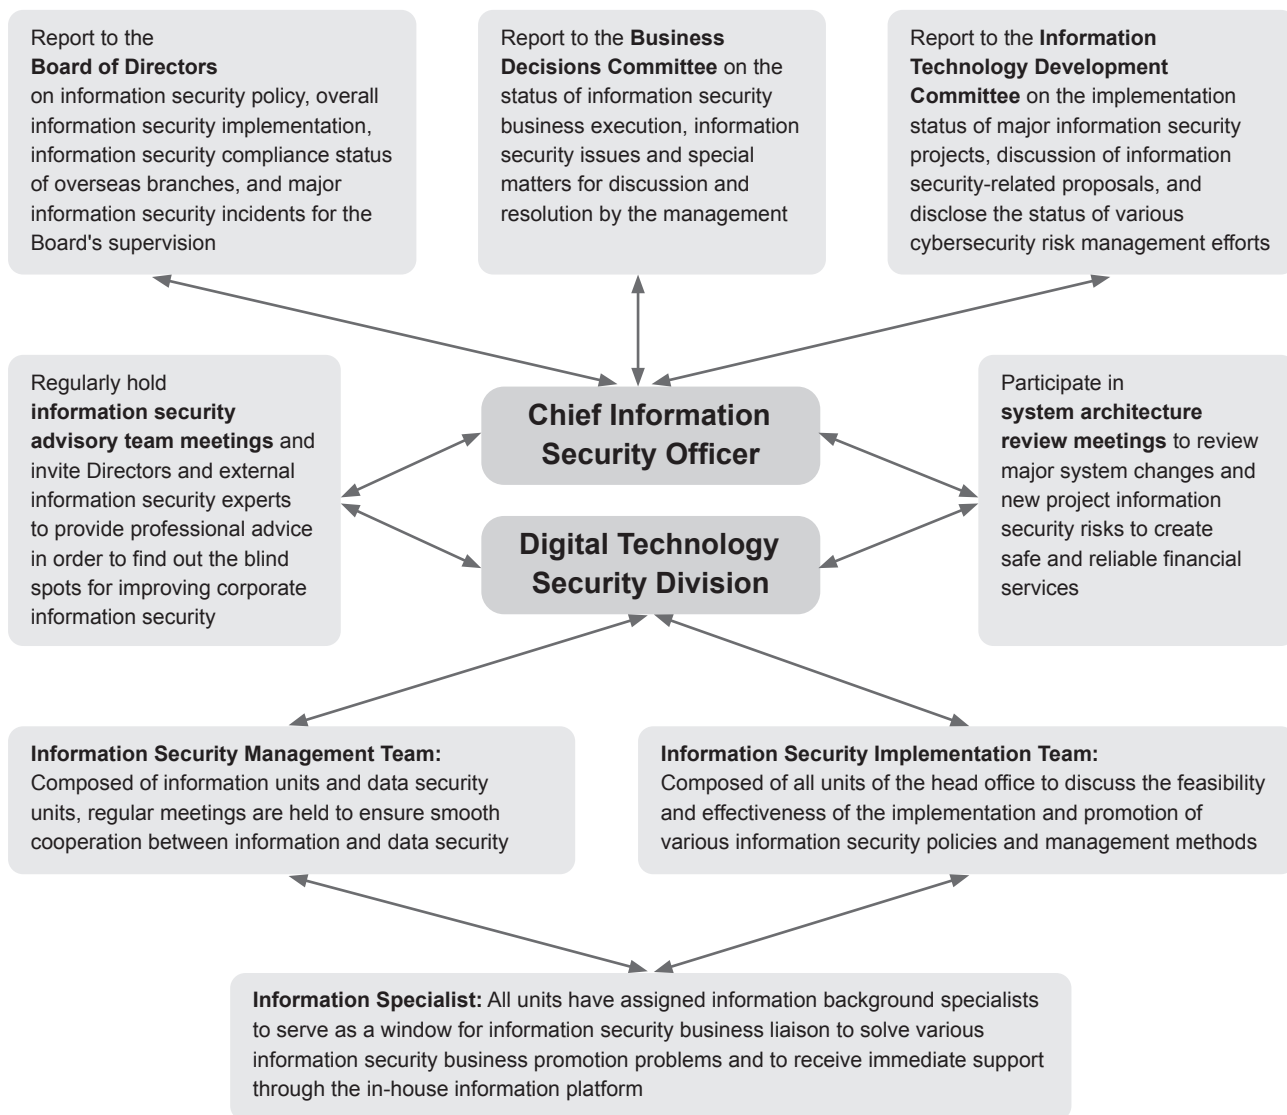 Report to the
Board of Directors
on information security policy, overall
information security implementation,
information security compliance status
of overseas branches, and major
information security incidents for the
Board's supervision
Report to the Business
Decisions Committee on the
status of information security
business execution, information
security issues and special
matters for discussion and
resolution by the management
Report to the Information
Technology Development
Committee on the implementation
status of major information security
projects, discussion of information
security-related proposals, and
disclose the status of various
cybersecurity risk management efforts
Regularly hold
information security
advisory team meetings and
invite Directors and external
information security experts
to provide professional advice
in order to find out the blind
spots for improving corporate
information security
Chief Information
Security Officer
Digital Technology
Security Division
Participate in
system architecture
review meetings to review
major system changes and
new project information
security risks to create
safe and reliable financial
services
Information Security Management Team:
Composed of information units and data security
units, regular meetings are held to ensure smooth
cooperation between information and data security
Information Security Implementation Team:
Composed of all units of the head office to discuss the feasibility
and effectiveness of the implementation and promotion of
various information security policies and management methods
Information Specialist: All units have assigned information background specialists
to serve as a window for information security business liaison to solve various
information security business promotion problems and to receive immediate support
through the in-house information platform